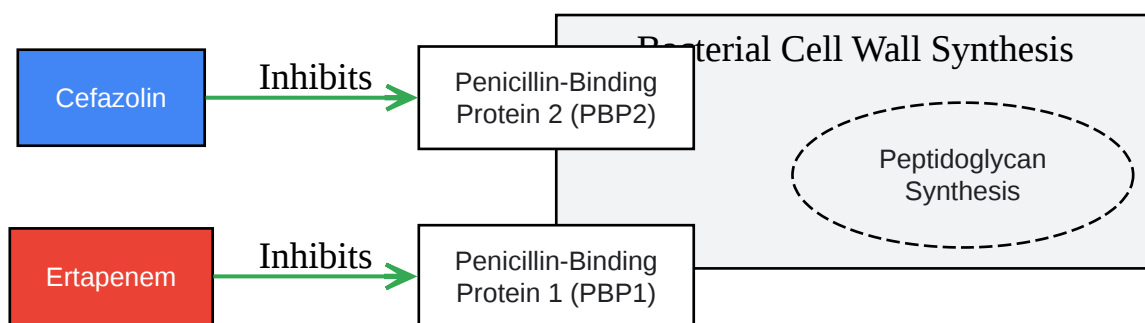 Bacterial Cell Wall Synthesis
Cefazolin
Inhibits
Penicillin-Binding
Protein 2 (PBP2)
Peptidoglycan
Synthesis
Ertapenem
Inhibits
Penicillin-Binding
Protein 1 (PBP1)